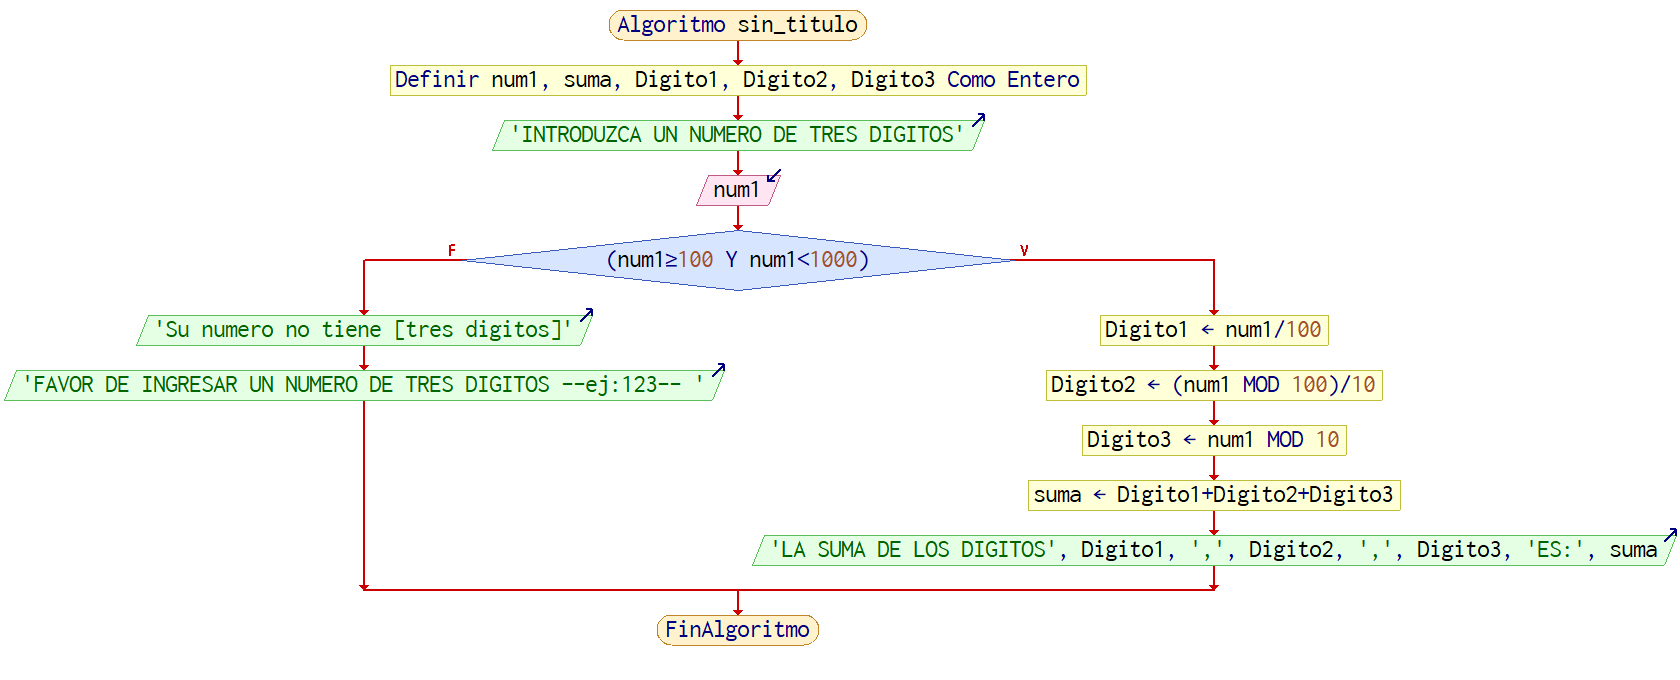 Algoritmo sin_titulo
Definir num1, suma, Digito1, Digito2, Digito3 Como Entero
'INTRODUZCA UN NUMERO DE TRES DIGITOS'
num1
(num1≥100 Y num1<1000)
F
V
'Su numero no tiene [tres digitos]'
'FAVOR DE INGRESAR UN NUMERO DE TRES DIGITOS --ej:123-- '
Digito1 ← num1/100
Digito2 ← (num1 MOD 100)/10
Digito3 ← num1 MOD 10
suma ← Digito1+Digito2+Digito3
'LA SUMA DE LOS DIGITOS', Digito1, ',', Digito2, ',', Digito3, 'ES:', suma
FinAlgoritmo